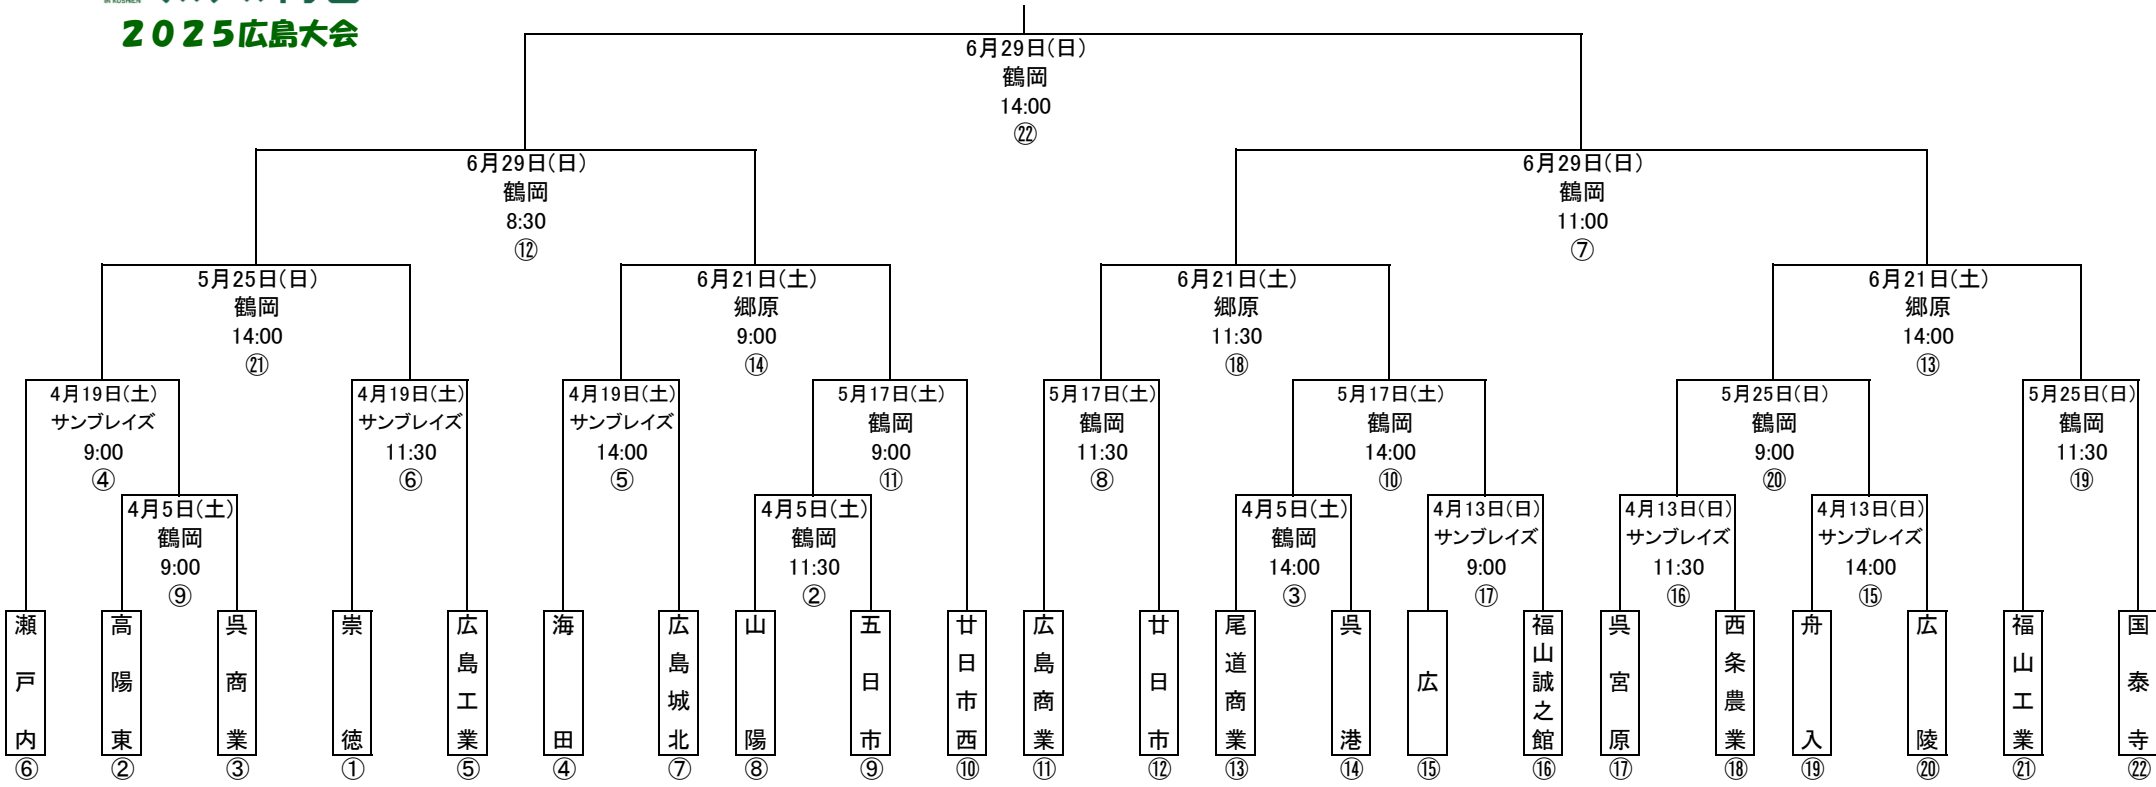 IN KOSHIEN
2025広島大会
6月29日(日)
鶴岡
14:00
㉒
6月29日(日)
鶴岡
8:30
⑫
6月29日(日)
鶴岡
11:00
⑦
5月25日(日)
鶴岡
14:00
㉑
6月21日(土)
郷原
9:00
⑭
6月21日(土)
郷原
11:30
⑱
6月21日(土)
郷原
14:00
⑬
4月19日(土)
サンブレイズ
9:00
④
4月19日(土)
サンブレイズ
11:30
⑥
4月19日(土)
サンブレイズ
14:00
⑤
5月17日(土)
鶴岡
9:00
⑪
5月17日(土)
鶴岡
11:30
⑧
5月17日(土)
鶴岡
14:00
⑩
5月25日(日)
鶴岡
9:00
⑳
5月25日(日)
鶴岡
11:30
⑲
4月5日(土)
鶴岡
9:00
⑨
4月5日(土)
鶴岡
11:30
②
4月5日(土)
鶴岡
14:00
③
4月13日(日)
サンブレイズ
9:00
⑰
4月13日(日)
サンブレイズ
11:30
⑯
4月13日(日)
サンブレイズ
14:00
⑮
瀬戸内
⑥
高陽東
②
呉商業
③
崇徳
①
広島工業
⑤
海田
④
広島城北
⑦
山陽
⑧
五日市
⑨
廿日市西
⑩
広島商業
⑪
廿日市
⑫
尾道商業
⑬
呉港
⑭
広
⑮
福山誠之館
⑯
呉宮原
⑰
西条農業
⑱
舟入
⑲
広陵
⑳
福山工業
㉑
国泰寺
㉒